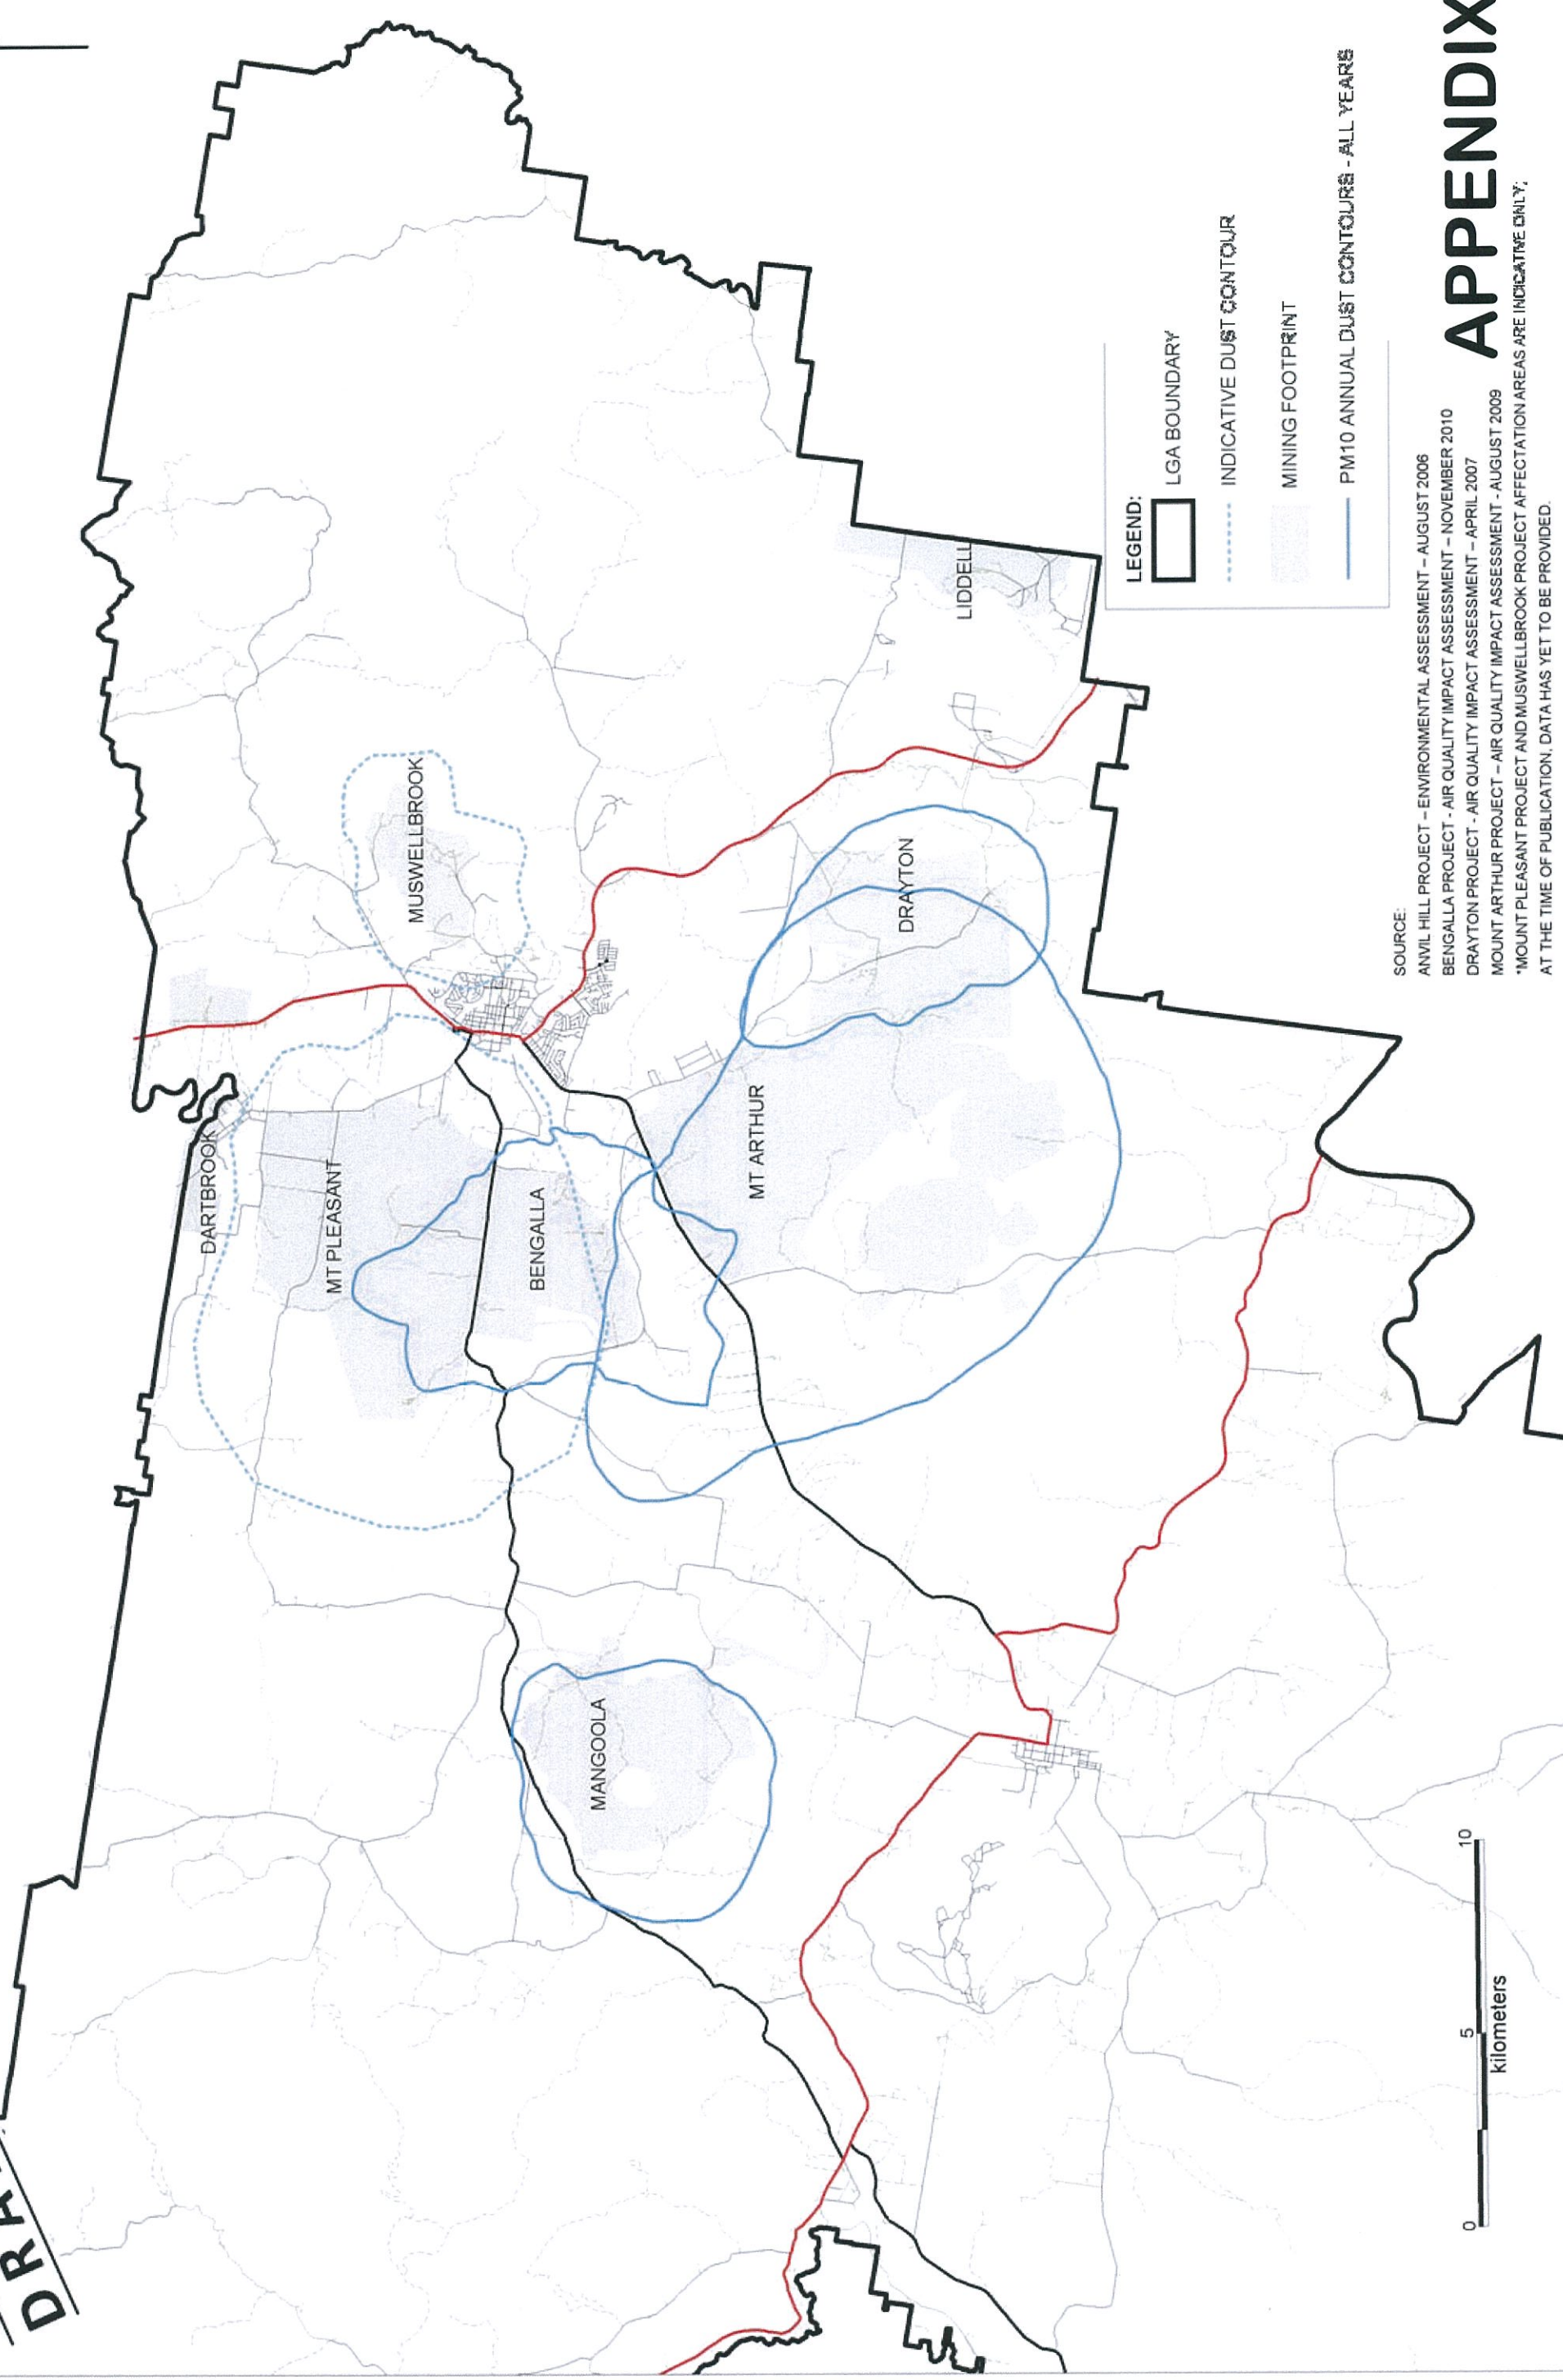 DRA
DARTBROOK
MT PLEASANT
MUSWELLBROOK
BENGALLA
MANGOOLA
MT ARTHUR
DRAYTON
LIDDELL
LEGEND:
LGA BOUNDARY
INDICATIVE DUST CONTOUR
MINING FOOTPRINT
PM10 ANNUAL DUST CONTOURS - ALL YEARS
SOURCE:
ANVIL HILL PROJECT – ENVIRONMENTAL ASSESSMENT – AUGUST 2006
BENGALLA PROJECT - AIR QUALITY IMPACT ASSESSMENT – NOVEMBER 2010
DRAYTON PROJECT - AIR QUALITY IMPACT ASSESSMENT – APRIL 2007
MOUNT ARTHUR PROJECT – AIR QUALITY IMPACT ASSESSMENT - AUGUST 2009
*MOUNT PLEASANT PROJECT AND MUSWELLBROOK PROJECT AFFECTATION AREAS ARE INDICATIVE ONLY;
AT THE TIME OF PUBLICATION, DATA HAS YET TO BE PROVIDED.
0 5 10
kilometers
APPENDIX